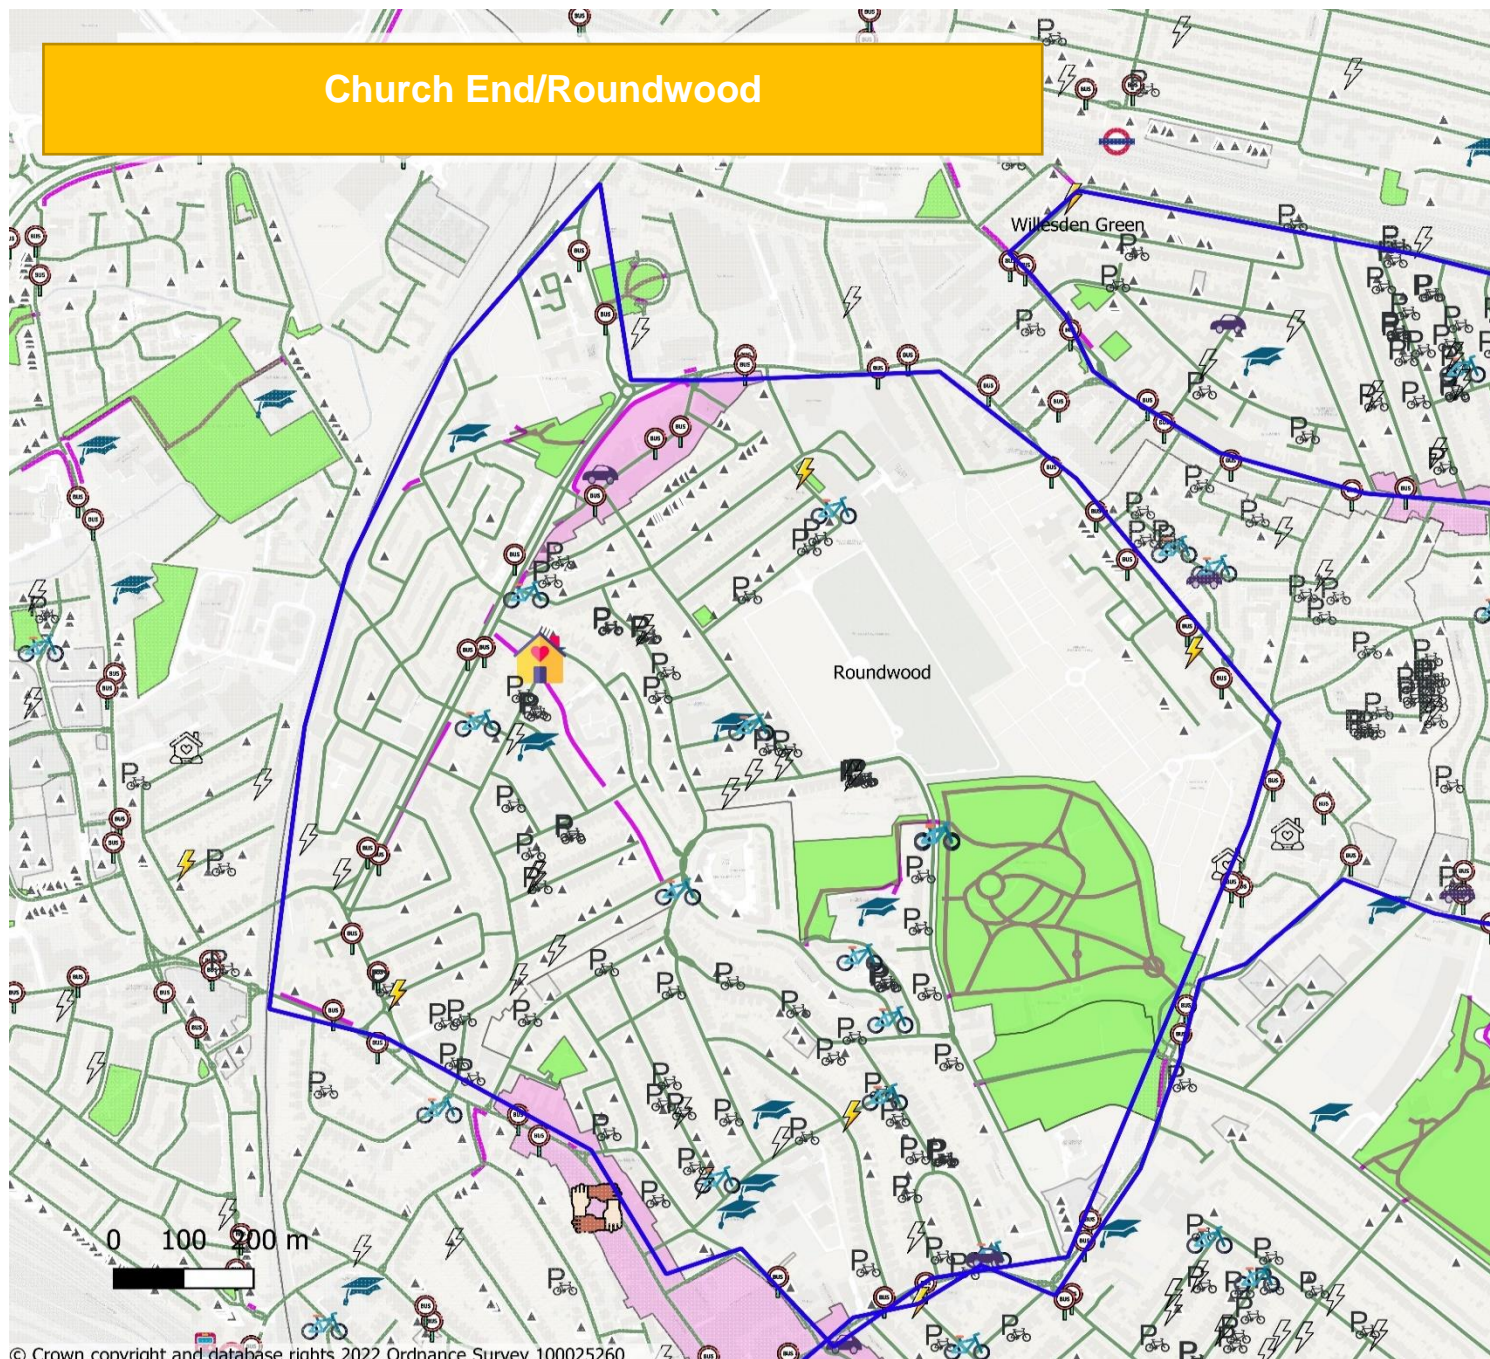 Church End/Roundwood
Willesden Green
Roundwood
0 100 200 m
© Crown copyright and database rights 2022 Ordnance Survey 100025260